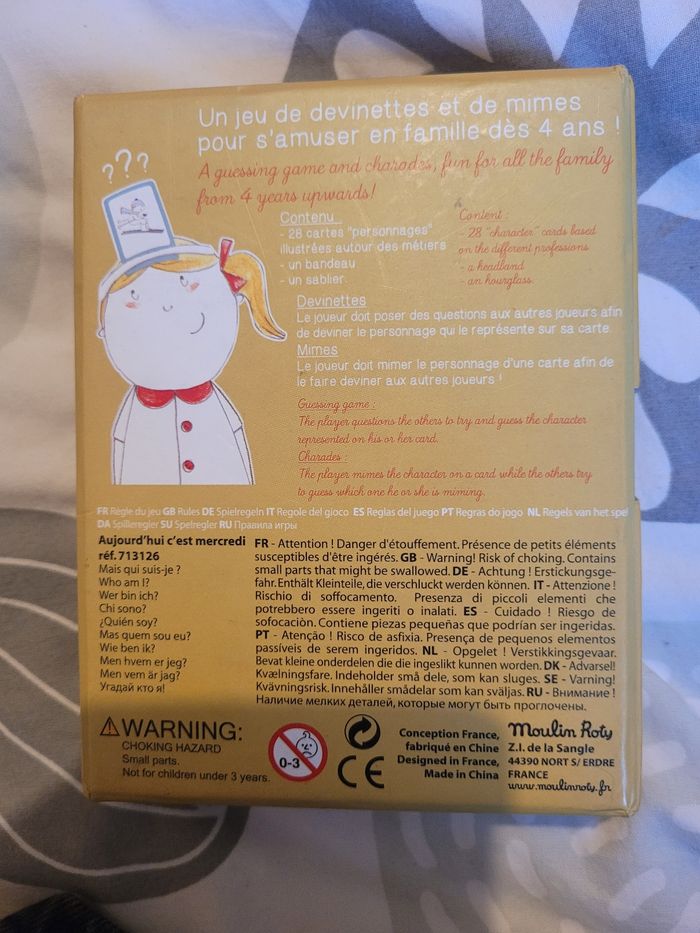 Un jeu de devinettes et de mimes
pour s'amuser en famille dès 4 ans !
A guessing game and charades, fun for all the family
from 4 years upwards!
???
Contenu
- 28 cartes "personnages"
illustrées autour des métiers
- un bandeau
- un sablier.
Content :
- 28 "character" cards based
on the different professions
- a headband
- an hourglass.
Devinettes
Le joueur doit poser des questions aux autres joueurs afin
de deviner le personnage qui le représente sur sa carte.
Mimes
Le joueur doit mimer le personnage d'une carte afin de
le faire deviner aux autres joueurs !
Guessing game :
The player questions the others to try and guess the character
represented on his or her card.
Charades :
The player mimes the character on a card while the others try
to guess which one he or she is miming.
FR Règle du jeu GB Rules DE Spielregeln IT Regole del gioco ES Reglas del juego PT Regras do jogo NL Regels van het spel
DA Spilleregler SU Spelregler RU Правила игры
Aujourd'hui c'est mercredi
réf. 713126
Mais qui suis-je ?
Who am I?
Wer bin ich?
Chi sono?
¿Quién soy?
Mas quem sou eu?
Wie ben ik?
Men hvem er jeg?
Men vem är jag?
Угадай кто я!
FR - Attention ! Danger d'étouffement. Présence de petits éléments
susceptibles d'être ingérés. GB - Warning! Risk of choking. Contains
small parts that might be swallowed. DE - Achtung ! Erstickungsge-
fahr. Enthält Kleinteile, die verschluckt werden können. IT - Attenzione !
Rischio di soffocamento. Presenza di piccoli elementi che
potrebbero essere ingeriti o inalati. ES - Cuidado ! Riesgo de
sofocaciòn. Contiene piezas pequeñas que podrían ser ingeridas.
PT - Atenção ! Risco de asfixia. Presença de pequenos elementos
passíveis de serem ingeridos. NL - Opgelet ! Verstikkingsgevaar.
Bevat kleine onderdelen die die ingeslikt kunnen worden. DK - Advarsel!
Kvælningsfare. Indeholder små dele, som kan sluges. SE - Varning!
Kvävningsrisk. Innehåller smådelar som kan sväljas. RU - Внимание !
Наличие мелких деталей, которые могут быть проглочены.
WARNING:
CHOKING HAZARD
Small parts.
Not for children under 3 years.
0-3
CE
Conception France,
fabriqué en Chine
Designed in France,
Made in China
Moulin Roty
Z.I. de la Sangle
44390 NORT S/ ERDRE
FRANCE
www.moulinroty.fr